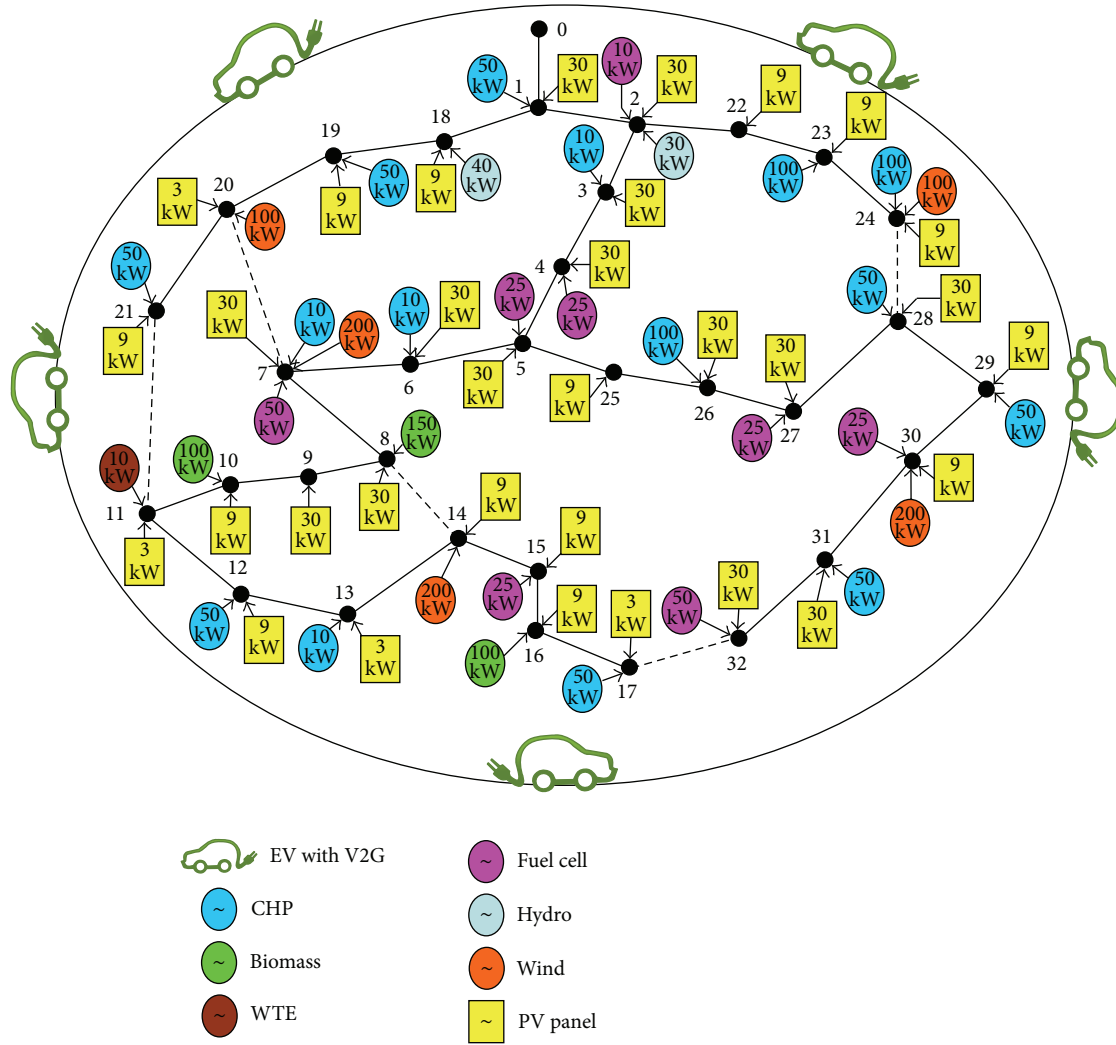 0
50
kW
1
30
kW
10
kW
2
30
kW
22
9
kW
23
9
kW
19
18
10
kW
30
kW
100
kW
100
kW
100
kW
20
3
kW
9
kW
50
kW
9
kW
40
kW
3
30
kW
24
9
kW
100
kW
50
kW
4
30
kW
25
kW
25
kW
50
kW
30
kW
28
21
9
kW
30
kW
10
kW
200
kW
10
kW
30
kW
100
kW
30
kW
30
kW
29
9
kW
7
6
30
kW
5
9
kW
25
26
27
50
kW
25
kW
50
kW
25
kW
30
9
kW
8
150
kW
10
kW
100
kW
10
9
30
kW
14
9
kW
200
kW
11
3
kW
9
kW
30
kW
15
9
kW
31
12
13
200
kW
25
kW
9
kW
3
kW
50
kW
30
kW
30
kW
50
kW
50
kW
9
kW
10
kW
3
kW
100
kW
16
50
kW
17
32
EV with V2G
~ Fuel cell
~ CHP
~ Hydro
~ Biomass
~ Wind
~ WTE
~ PV panel